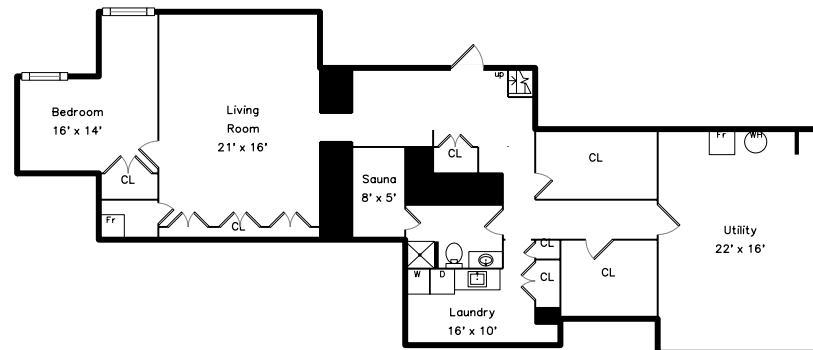 up
Bedroom
16' x 14'
Living
Room
21' x 16'
CL
Sauna
8' x 5'
CL
CL
Fr
WH
Fr
CL
Utility
22' x 16'
CL
CL
CL
W
D
Laundry
16' x 10'